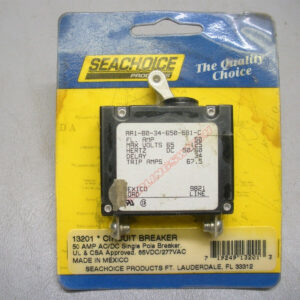 SEACHOICE
PRODUCTS
The Quality
Choice
AA1-B0-34-650-6B1-C
FL. AMP 50
MAX VOLTS 65
HERTZ DC 50/60
DELAY
TRIP AMPS 67.5
MEXICO 9821
LOAD LINE
13201 * CIRCUIT BREAKER
50 AMP AC/DC Single Pole Breaker
UL & CSA Approved. 65VDC/277VAC
MADE IN MEXICO
SEACHOICE PRODUCTS FT. LAUDERDALE, FL 33312